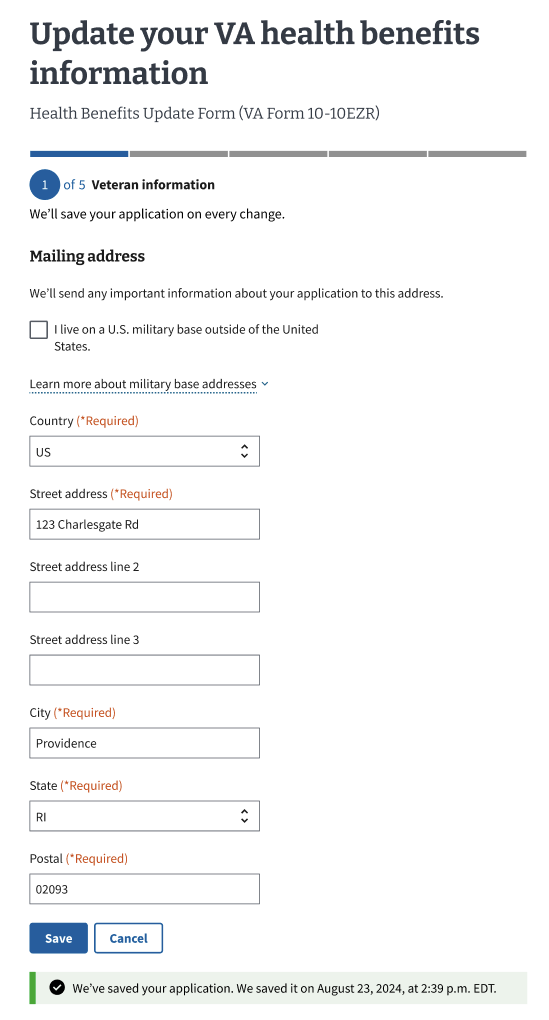 Update your VA health benefits
information
Health Benefits Update Form (VA Form 10-10EZR)
1 of 5 Veteran information
We’ll save your application on every change.
Mailing address
We’ll send any important information about your application to this address.
I live on a U.S. military base outside of the United
States.
Learn more about military base addresses
Country (*Required)
US
Street address (*Required)
123 Charlesgate Rd
Street address line 2
Street address line 3
City (*Required)
Providence
State (*Required)
RI
Postal (*Required)
02093
Save Cancel
We’ve saved your application. We saved it on August 23, 2024, at 2:39 p.m. EDT.